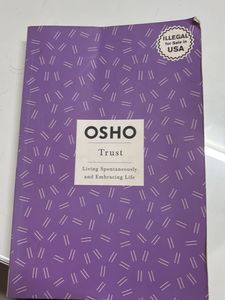 ILLEGAL
for Sale in
USA
OSHO
Trust
Living Spontaneously
and Embracing Life